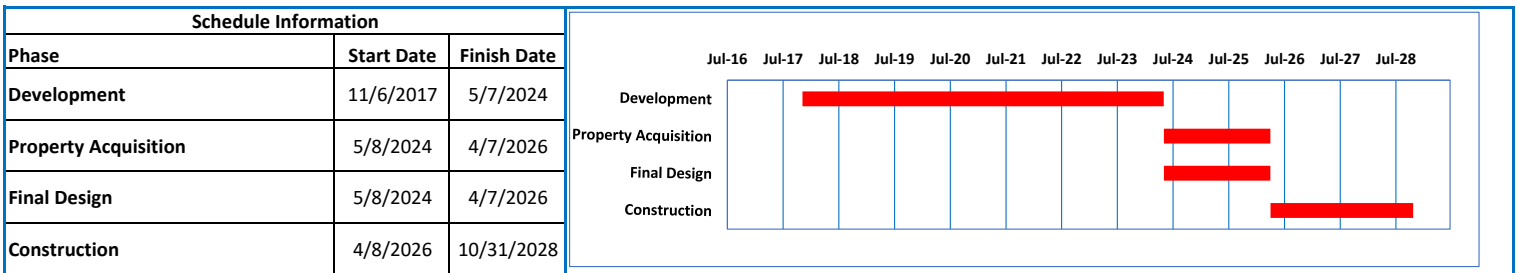 Schedule Information
Phase Start Date Finish Date
Development 11/6/2017 5/7/2024
Property Acquisition 5/8/2024 4/7/2026
Final Design 5/8/2024 4/7/2026
Construction 4/8/2026 10/31/2028
Jul-16 Jul-17 Jul-18 Jul-19 Jul-20 Jul-21 Jul-22 Jul-23 Jul-24 Jul-25 Jul-26 Jul-27 Jul-28
Development
Property Acquisition
Final Design
Construction